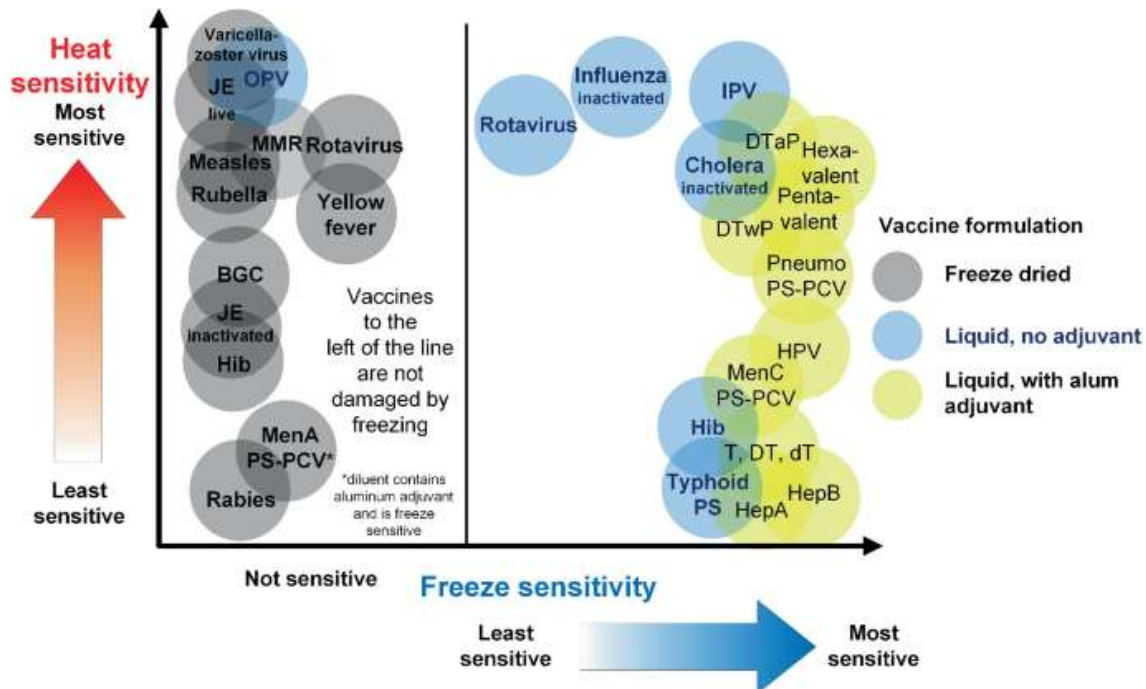 Heat
sensitivity
Most
sensitive
Least
sensitive
Varicella-
zoster virus
OPV
JE
live
MMR
Rotavirus
Measles
Rubella
Yellow
fever
BGC
JE
inactivated
Hib
MenA
PS-PCV*
Rabies
Vaccines
to the
left of the line
are not
damaged by
freezing
*diluent contains
aluminum adjuvant
and is freeze
sensitive
Rotavirus
Influenza
inactivated
IPV
DTaP
Hexa-
valent
Cholera
inactivated
Penta-
valent
DTwP
Pneumo
PS-PCV
HPV
MenC
PS-PCV
Hib
T, DT, dT
Typhoid
PS
HepA
HepB
Vaccine formulation
Freeze dried
Liquid, no adjuvant
Liquid, with alum
adjuvant
Not sensitive
Freeze sensitivity
Least
sensitive
Most
sensitive